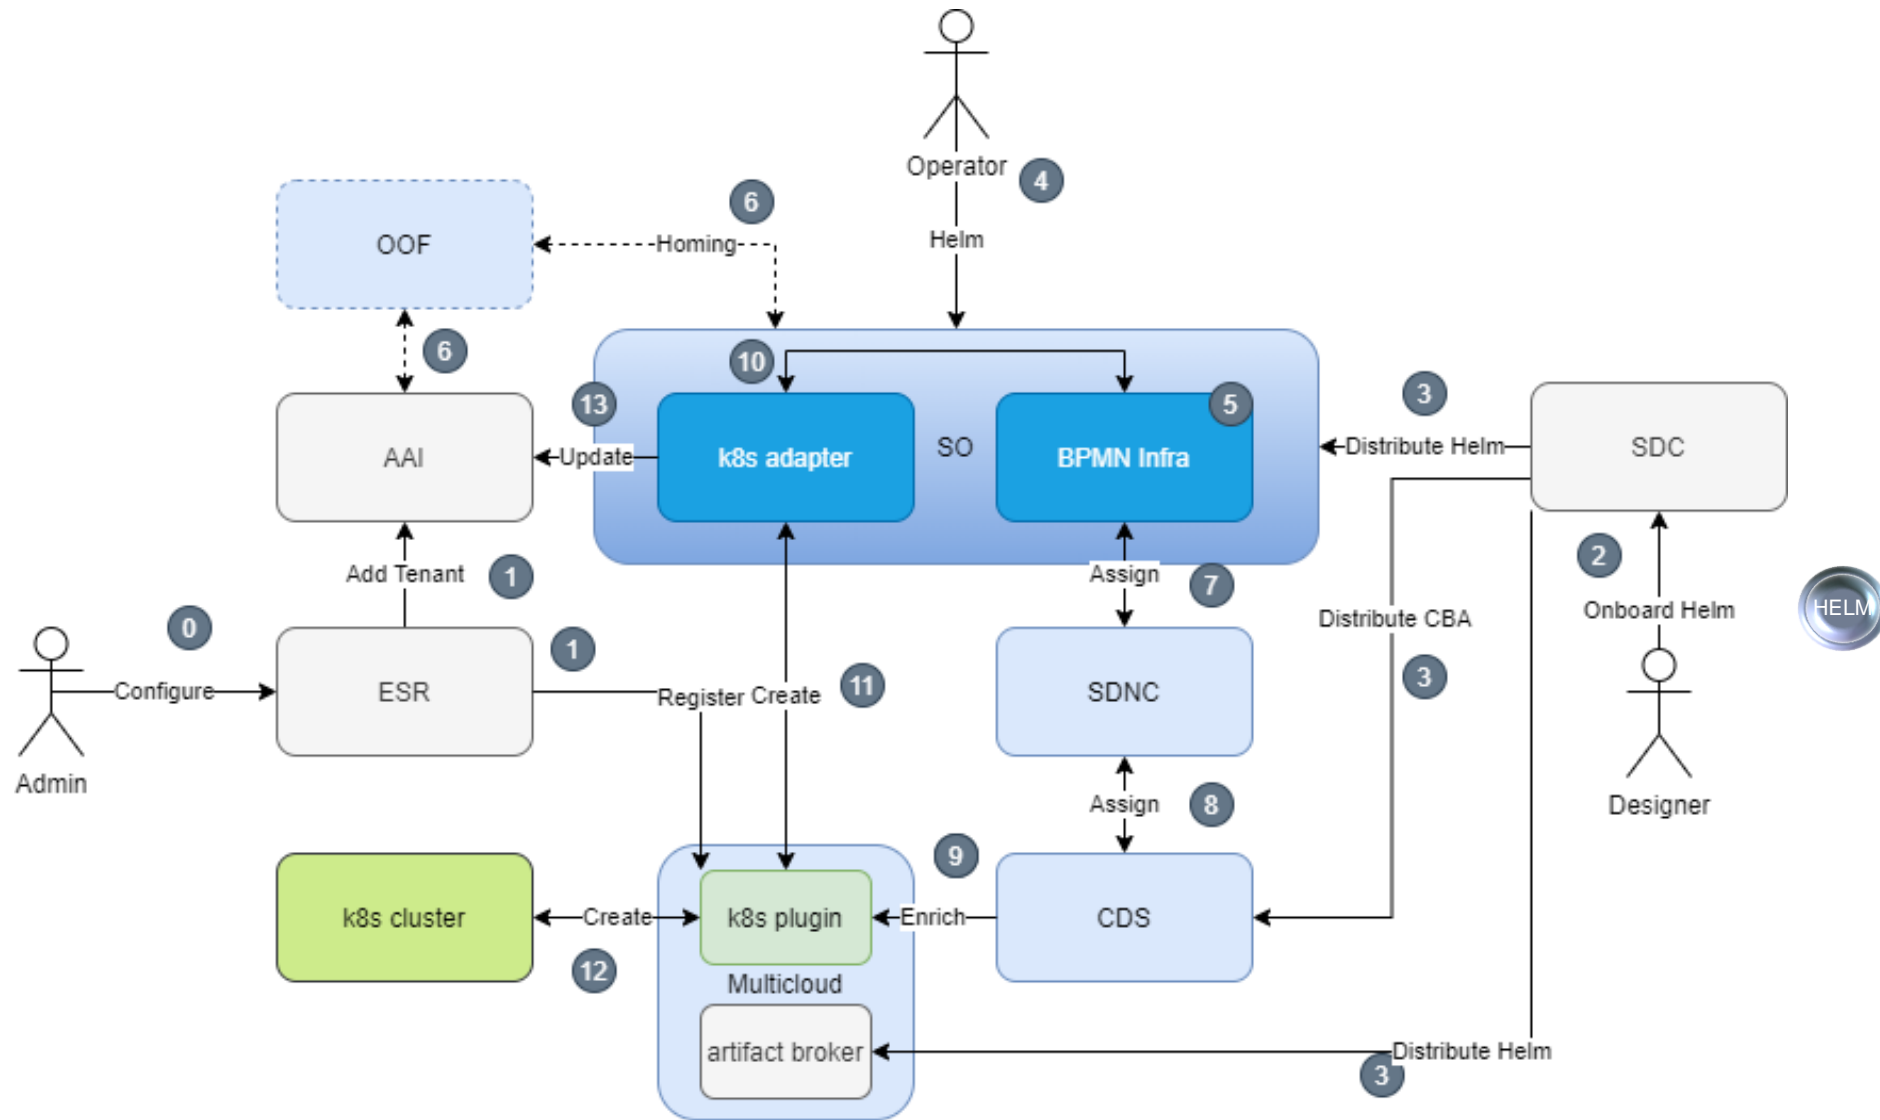 Operator
4
6
OOF
Homing
Helm
6
10
13
3
5
AAI
Update
k8s adapter
SO
BPMN Infra
Distribute Helm
SDC
2
Add Tenant
1
Assign
7
HELM
Onboard Helm
Distribute CBA
0
1
Configure
ESR
Register
Create
11
SDNC
3
Admin
Assign
8
Designer
9
k8s cluster
Create
k8s plugin
Enrich
CDS
12
Multicloud
artifact broker
Distribute Helm
3